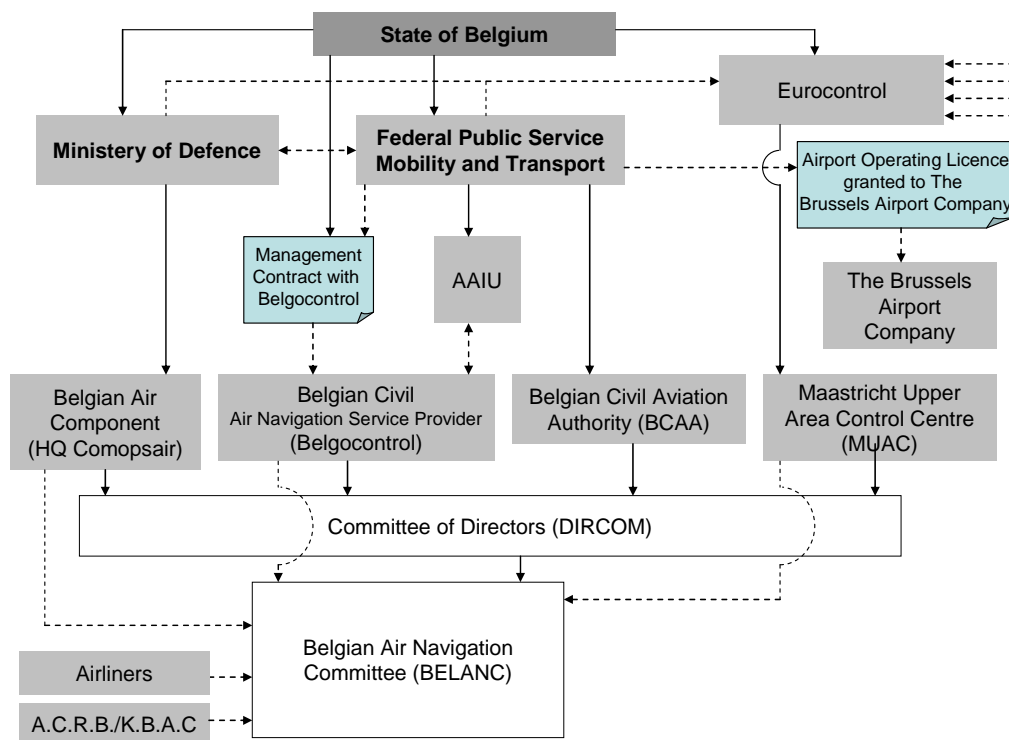 State of Belgium
Eurocontrol
Ministery of Defence
Federal Public Service
Mobility and Transport
Airport Operating Licence
granted to The
Brussels Airport Company
Management
Contract with
Belgocontrol
AAIU
The Brussels
Airport
Company
Belgian Air
Component
(HQ Comopsair)
Belgian Civil
Air Navigation Service Provider
(Belgocontrol)
Belgian Civil Aviation
Authority (BCAA)
Maastricht Upper
Area Control Centre
(MUAC)
Committee of Directors (DIRCOM)
Belgian Air Navigation
Committee (BELANC)
Airliners
A.C.R.B./K.B.A.C